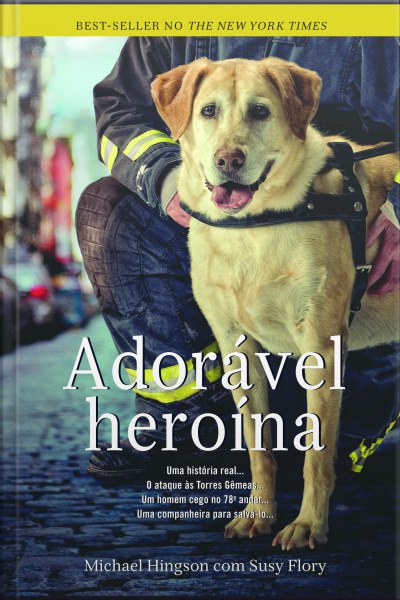 BEST-SELLER NO THE NEW YORK TIMES
Adorável
heroína
Uma história real...
O ataque às Torres Gêmeas...
Um homem cego no 78º andar...
Uma companheira para salvá-lo...
Michael Hingson com Susy Flory